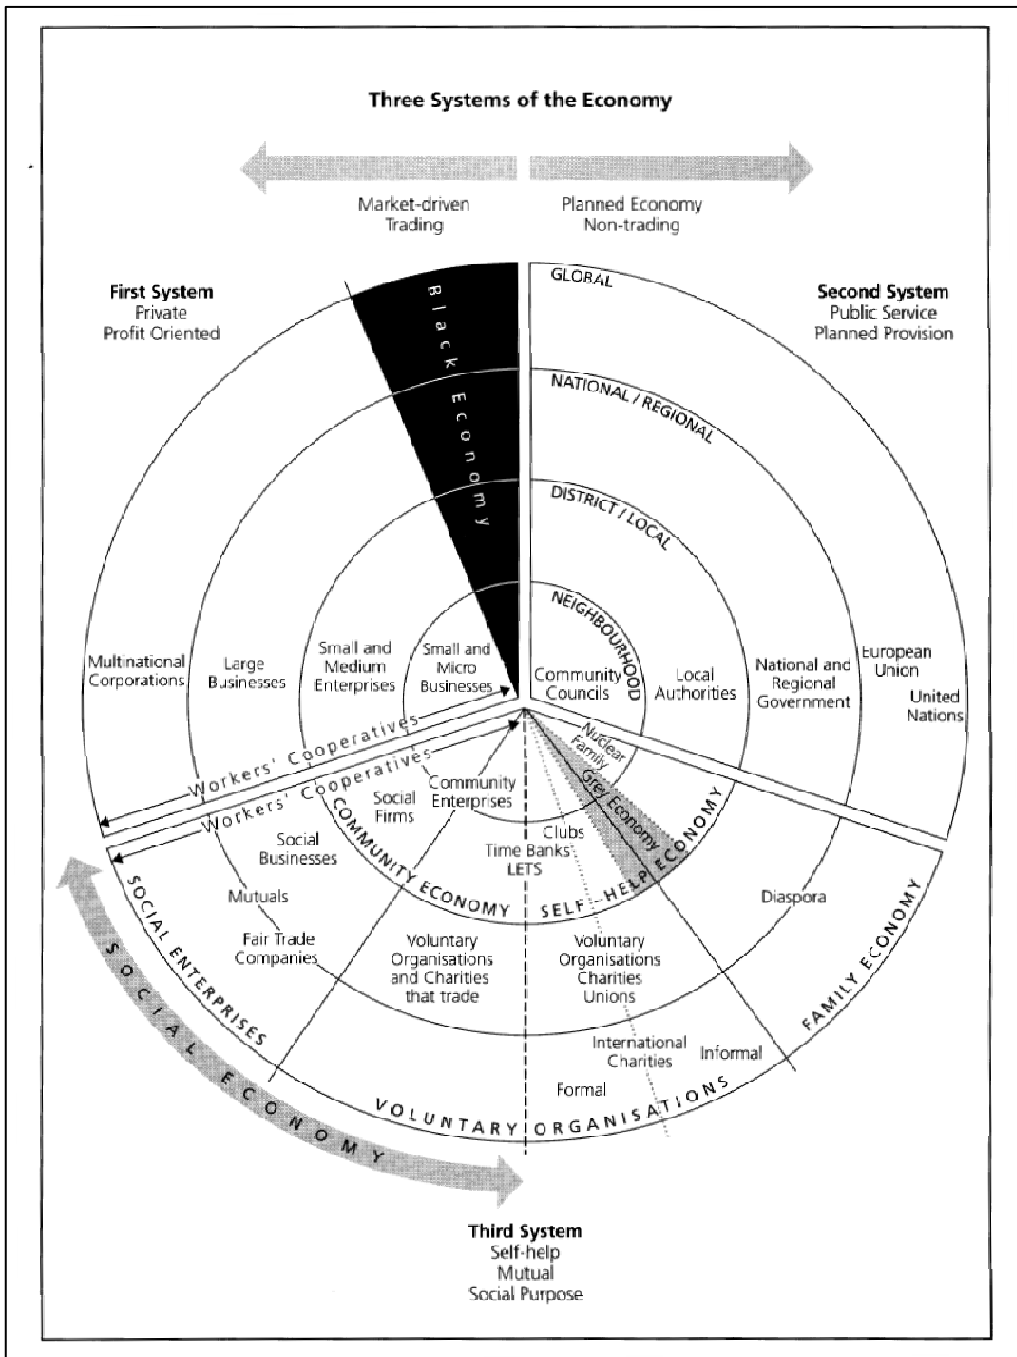 Three Systems of the Economy
Market-driven
Trading
Planned Economy
Non-trading
First System
Private
Profit Oriented
Second System
Public Service
Planned Provision
Black Economy
GLOBAL
NATIONAL / REGIONAL
DISTRICT / LOCAL
NEIGHBOURHOOD
Multinational
Corporations
Large
Businesses
Small and
Medium
Enterprises
Small and
Micro
Businesses
Community
Councils
Local
Authorities
National and
Regional
Government
European
Union
United
Nations
Workers' Cooperatives
Workers' Cooperatives
Nuclear
Family
Grey Economy
Community
Enterprises
Social
Firms
Social
Businesses
Mutuals
Fair Trade
Companies
COMMUNITY ECONOMY
SELF-HELP ECONOMY
Clubs
Time Banks
LETS
Diaspora
Voluntary
Organisations
and Charities
that trade
Voluntary
Organisations
Charities
Unions
International
Charities
Informal
Formal
SOCIAL ENTERPRISES
VOLUNTARY ORGANISATIONS
FAMILY ECONOMY
SOCIAL ECONOMY
Third System
Self-help
Mutual
Social Purpose